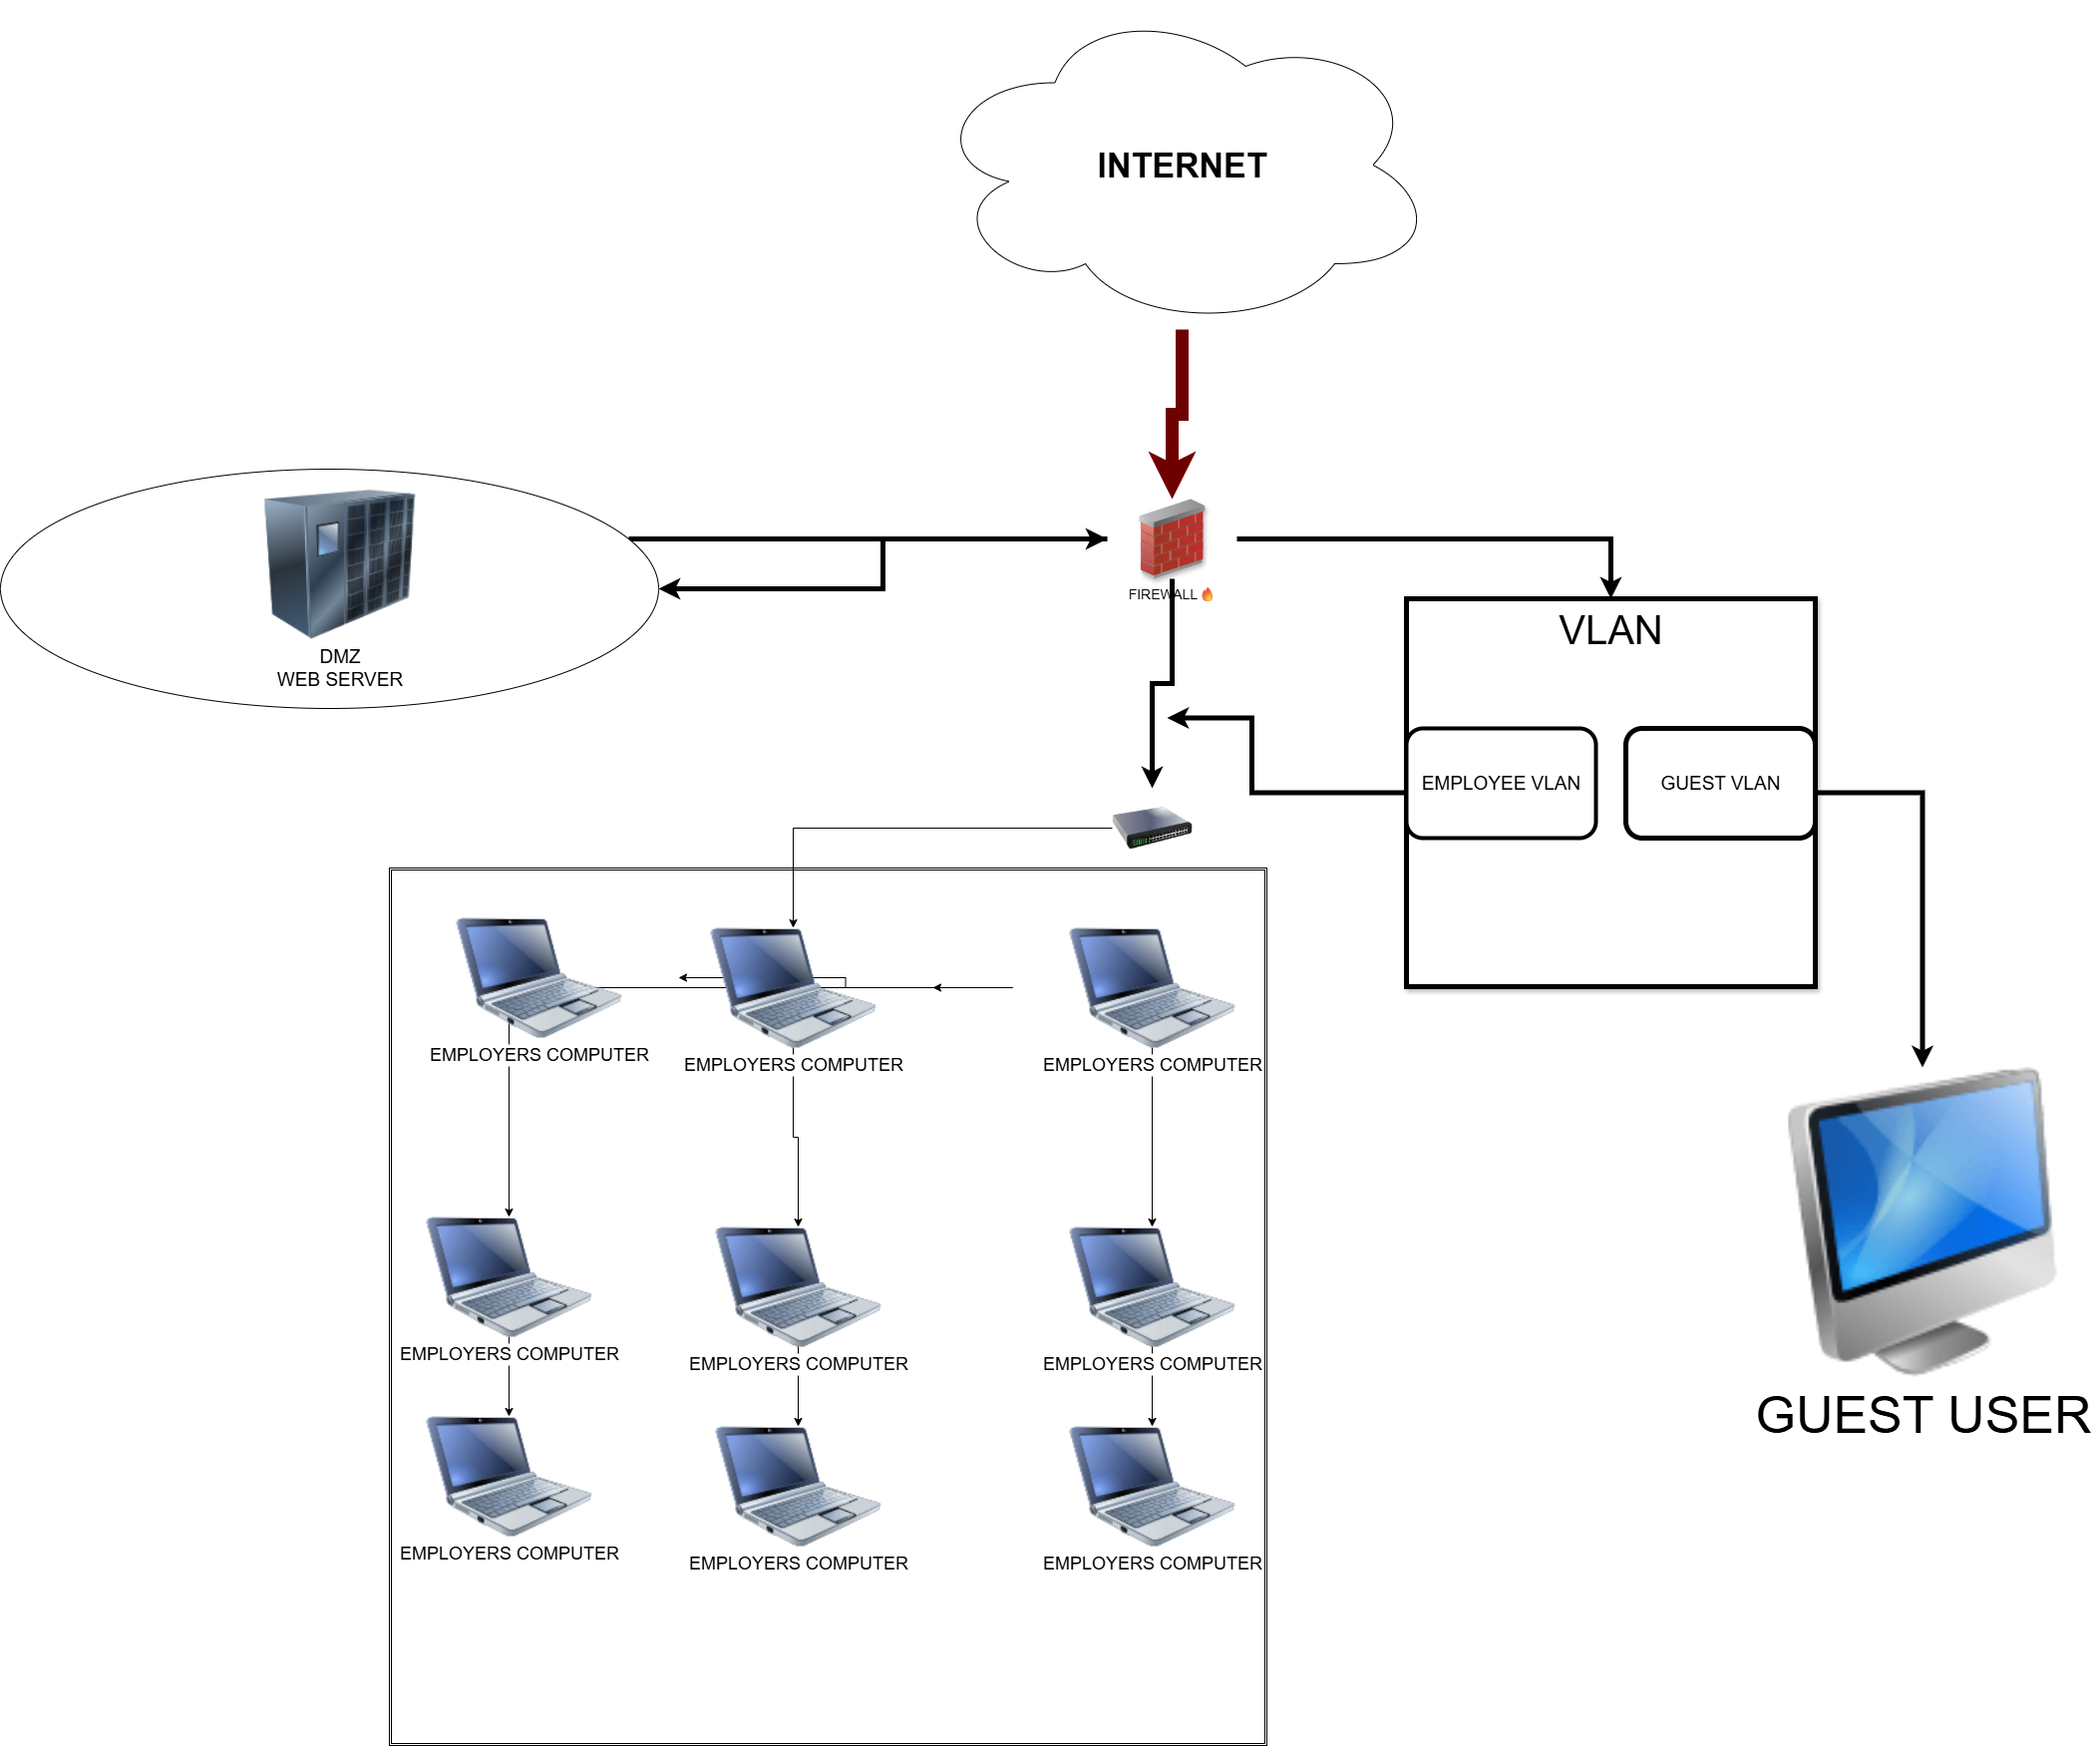 INTERNET
DMZ
WEB SERVER
FIREWALL 🔥
VLAN
EMPLOYEE VLAN
GUEST VLAN
EMPLOYERS COMPUTER
EMPLOYERS COMPUTER
EMPLOYERS COMPUTER
EMPLOYERS COMPUTER
EMPLOYERS COMPUTER
EMPLOYERS COMPUTER
GUEST USER
EMPLOYERS COMPUTER
EMPLOYERS COMPUTER
EMPLOYERS COMPUTER